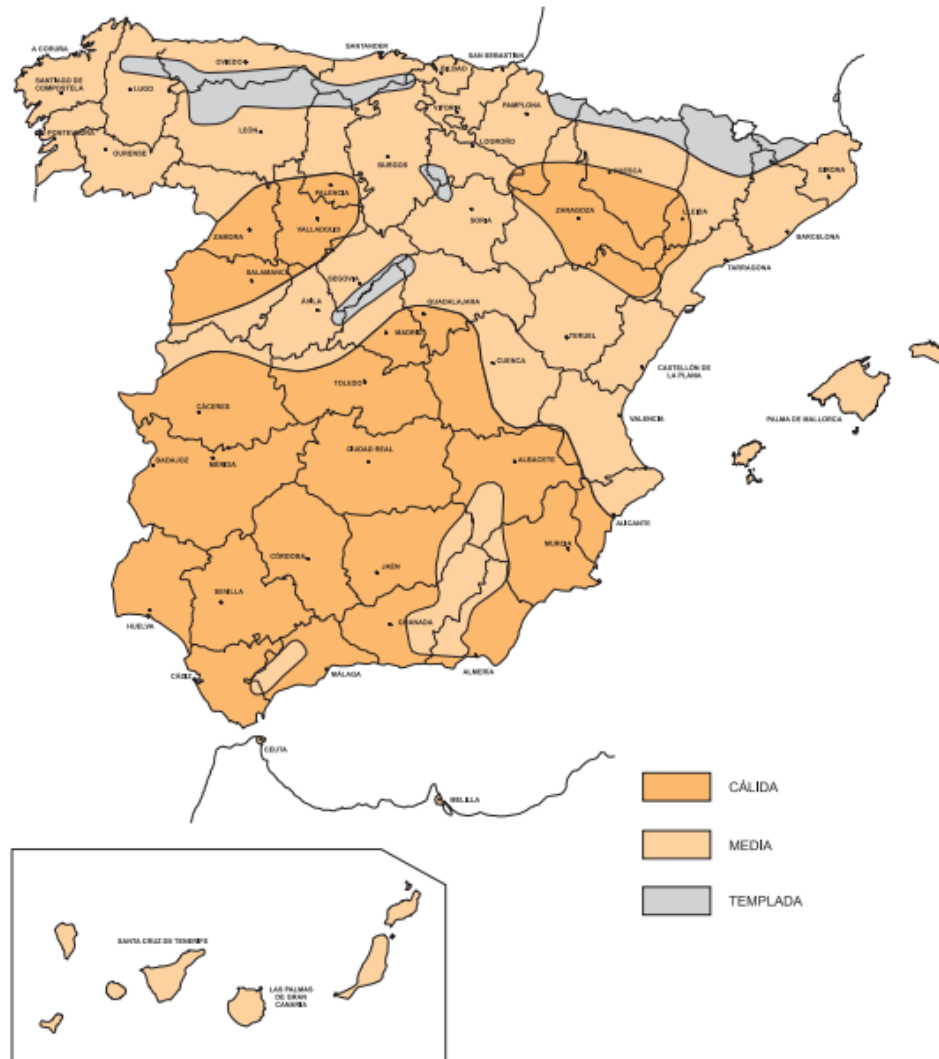 A CORUÑA
SANTIAGO DE
COMPOSTELA
LUGO
OVIEDO
SANTANDER
BILBAO
SAN SEBASTIÁN
VITORIA
PAMPLONA
LOGROÑO
PONTEVEDRA
OURENSE
LEÓN
BURGOS
PALENCIA
HUESCA
GIRONA
ZAMORA
VALLADOLID
SORIA
ZARAGOZA
LLEIDA
BARCELONA
TARRAGONA
SALAMANCA
SEGOVIA
ÁVILA
GUADALAJARA
MADRID
TERUEL
CUENCA
CASTELLÓN DE
LA PLANA
TOLEDO
CÁCERES
VALENCIA
PALMA DE MALLORCA
BADAJOZ
MÉRIDA
CIUDAD REAL
ALBACETE
ALICANTE
MURCIA
CÓRDOBA
JAÉN
SEVILLA
HUELVA
GRANADA
CÁDIZ
MÁLAGA
ALMERÍA
CEUTA
MELILLA
CÁLIDA
MEDIA
TEMPLADA
SANTA CRUZ DE TENERIFE
LAS PALMAS
DE GRAN
CANARIA